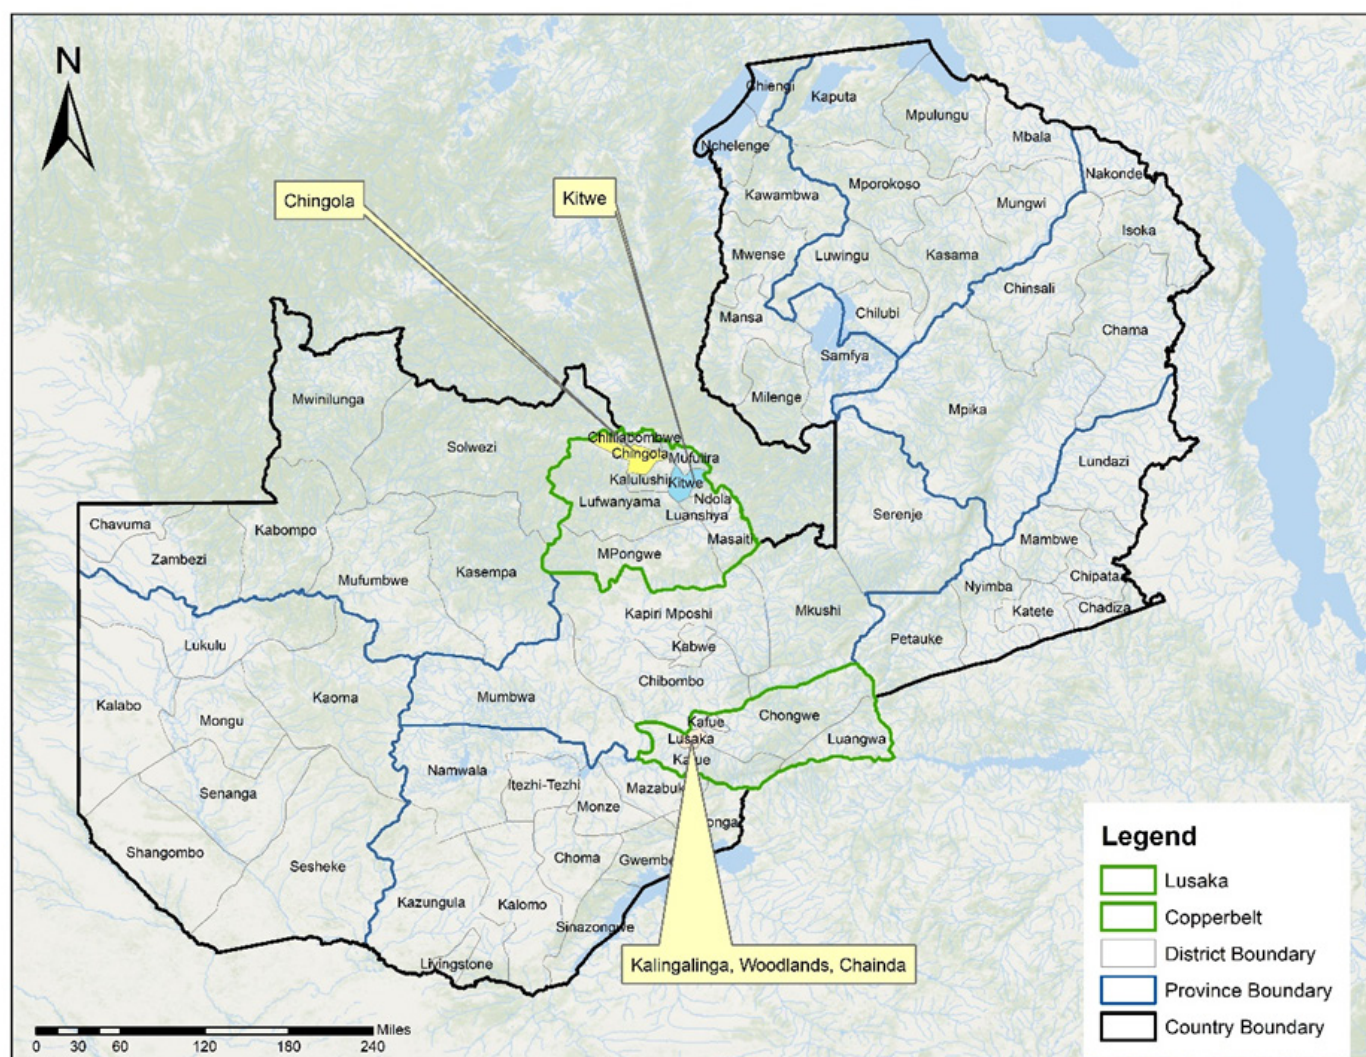 N
Chiengi
Kaputa
Mpulungu
Mbala
Nchelenge
Nakonde
Kawambwa
Mporokoso
Mungwi
Chingola
Kitwe
Isoka
Mwense
Luwingu
Kasama
Chinsali
Mansa
Chilubi
Chama
Samfya
Milenge
Mwinilunga
Mpika
Solwezi
Chililabombwe
Chingola
Mufulira
Lundazi
Kalulushi
Kitwe
Lufwanyama
Ndola
Luanshya
Serenje
Chavuma
Kabompo
Masaiti
Mambwe
Zambezi
MPongwe
Kasempa
Mufumbwe
Nyimba
Chipata
Katete
Chadiza
Kapiri Mposhi
Mkushi
Petauke
Lukulu
Kabwe
Chibombo
Kaoma
Mumbwa
Kalabo
Mongu
Kafue
Chongwe
Lusaka
Luangwa
Kafue
Namwala
Itezhi-Tezhi
Mazabuk
Senanga
Monze
onga
Shangombo
Sesheke
Choma
Gwembe
Kazungula
Kalomo
Sinazongwe
Livingstone
Kalingalinga, Woodlands, Chainda
Legend
Lusaka
Copperbelt
District Boundary
Province Boundary
Country Boundary
Miles
0 30 60 120 180 240